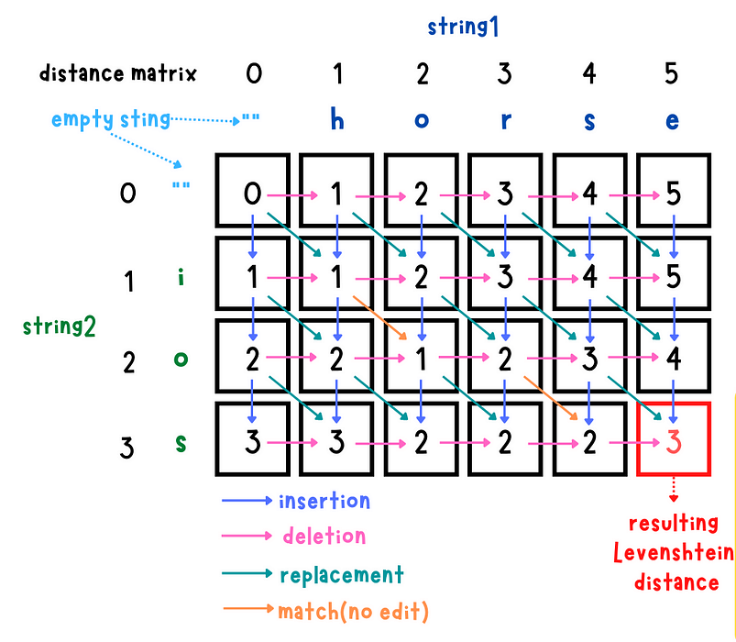 string1
distance matrix 0 1 2 3 4 5
empty sting "" h o r s e
0 "" 0 1 2 3 4 5
1 i 1 1 2 3 4 5
string2
2 o 2 2 1 2 3 4
3 s 3 3 2 2 2 3
insertion
deletion
replacement
match(no edit)
resulting
Levenshtein
distance